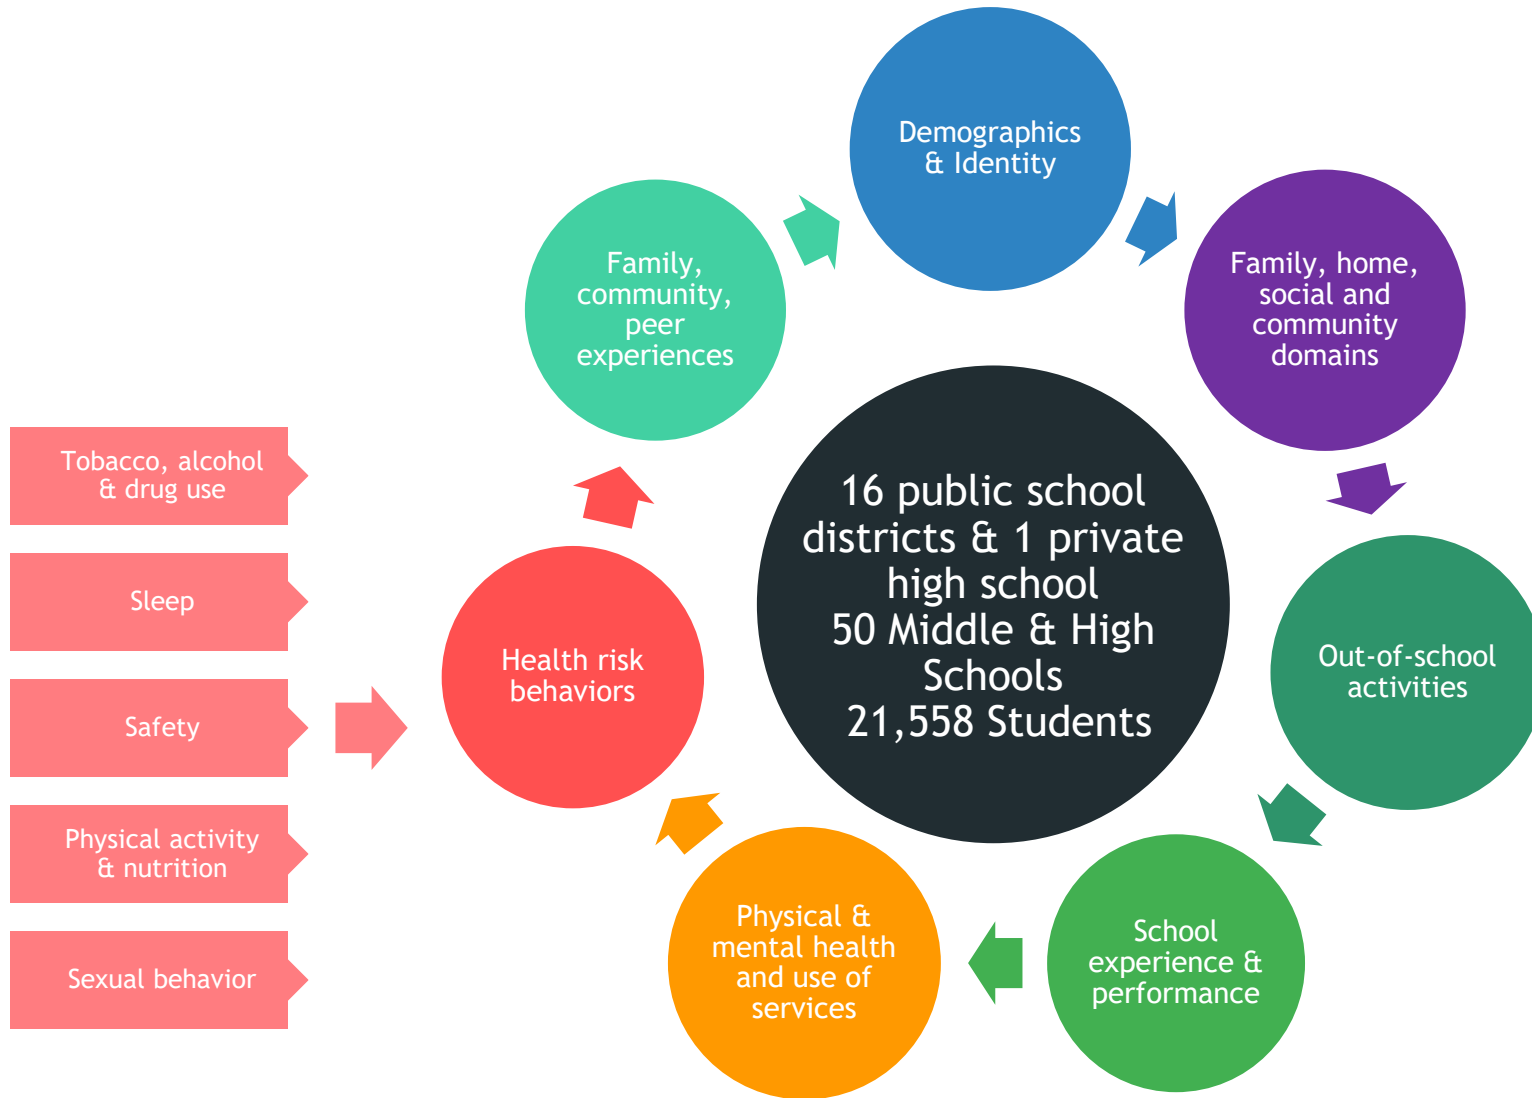 Demographics
& Identity
Family, home,
social and
community
domains
Out-of-school
activities
School
experience &
performance
Physical &
mental health
and use of
services
Health risk
behaviors
Family,
community,
peer
experiences
16 public school
districts & 1 private
high school
50 Middle & High
Schools
21,558 Students
Tobacco, alcohol
& drug use
Sleep
Safety
Physical activity
& nutrition
Sexual behavior